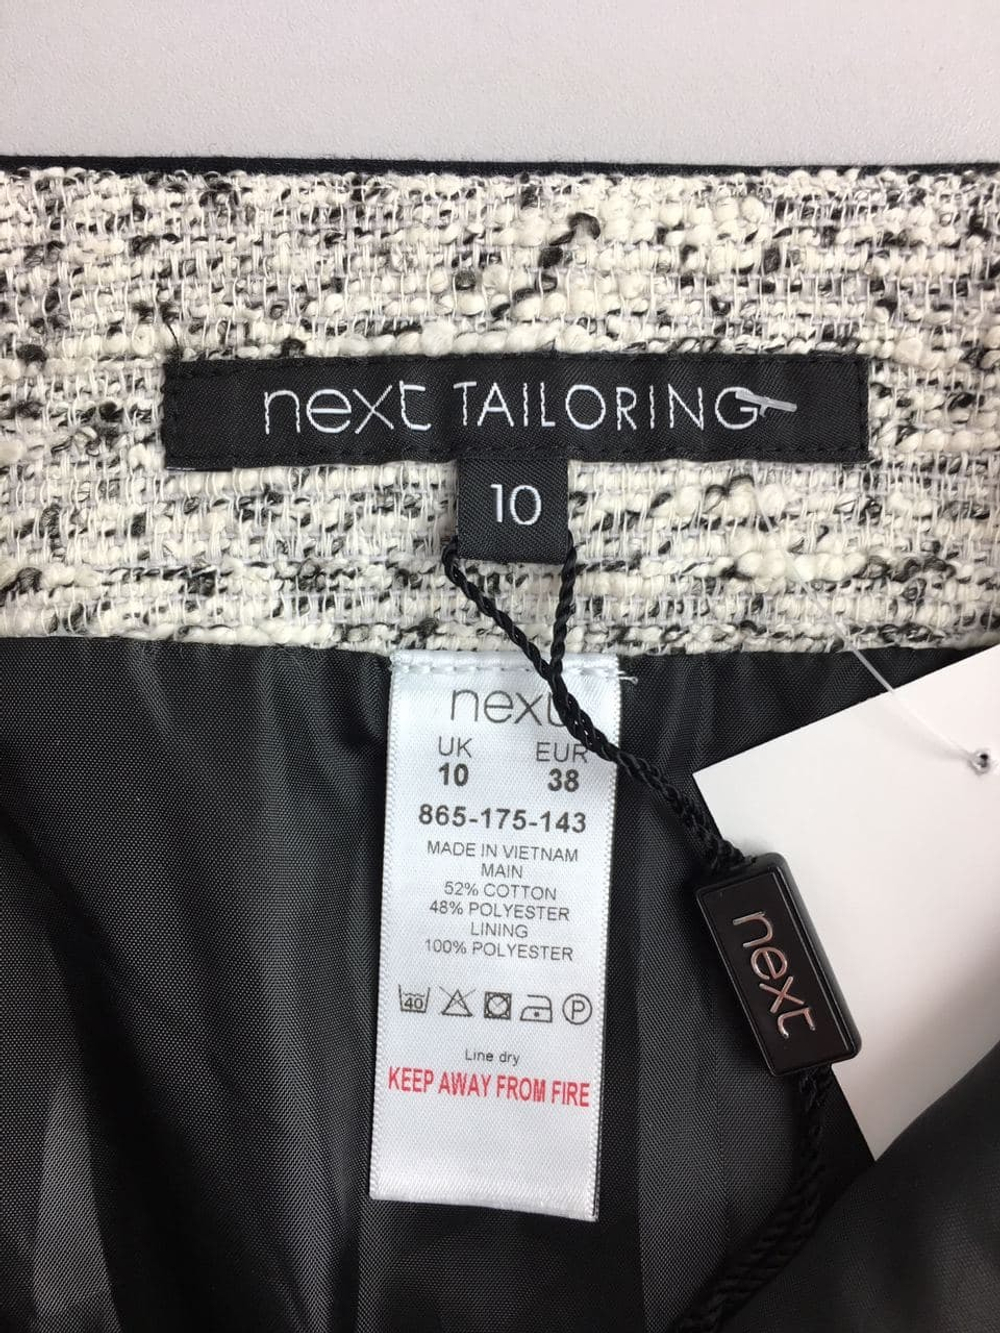 next TAILORING
10
next
UK EUR
10 38
865-175-143
MADE IN VIETNAM
MAIN
52% COTTON
48% POLYESTER
LINING
100% POLYESTER
40 P
Line dry
KEEP AWAY FROM FIRE
next